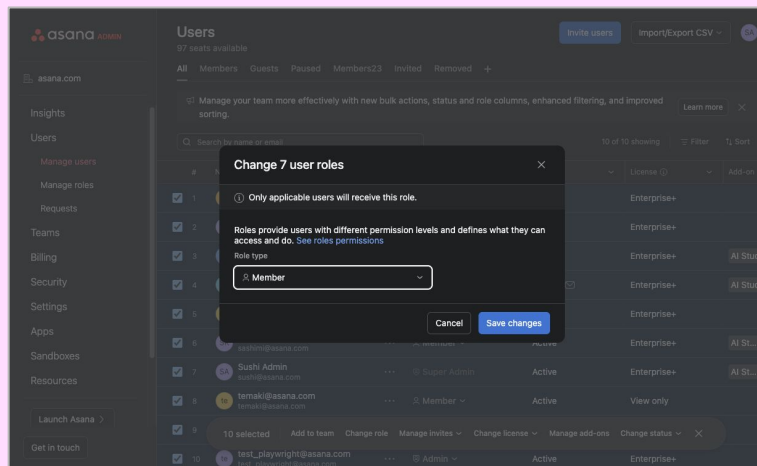 asana ADMIN
asana.com
Insights
Users
Manage users
Manage roles
Requests
Teams
Billing
Security
Settings
Apps
Sandboxes
Resources
Launch Asana >
Get in touch
Users
97 seats available
Invite users
Import/Export CSV
SA
All Members Guests Paused Members23 Invited Removed +
Manage your team more effectively with new bulk actions, status and role columns, enhanced filtering, and improved
sorting.
Learn more
Search by name or email
10 of 10 showing Filter Sort
# License Add-on
1 Enterprise+
2 Enterprise+
3 Enterprise+ AI Stud
4 Enterprise+ AI Stud
5 Enterprise+
Change 7 user roles
Only applicable users will receive this role.
Roles provide users with different permission levels and defines what they can
access and do. See roles permissions
Role type
Member
Cancel Save changes
6 sashimi@asana.com ... Member Active Enterprise+ AI St...
7 SA Sushi Admin ... Super Admin Active Enterprise+ AI St...
sushi@asana.com
8 te temaki@asana.com ... Member Active View only
temaki@asana.com
9
10 selected Add to team Change role Manage invites Change license Manage add-ons Change status
10 te test_playwright@asana.com ... Admin Active Enterprise+
test_playwright@asana.com